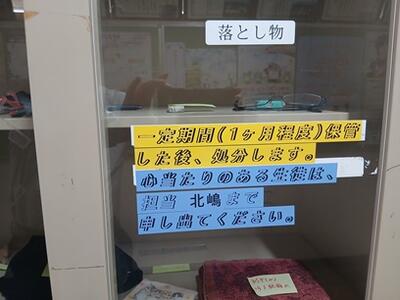 落とし物
一定期間(1ヶ月程度)保管
した後、処分します。
心当たりのある生徒は、
担当 北嶋まで
申し出てください。